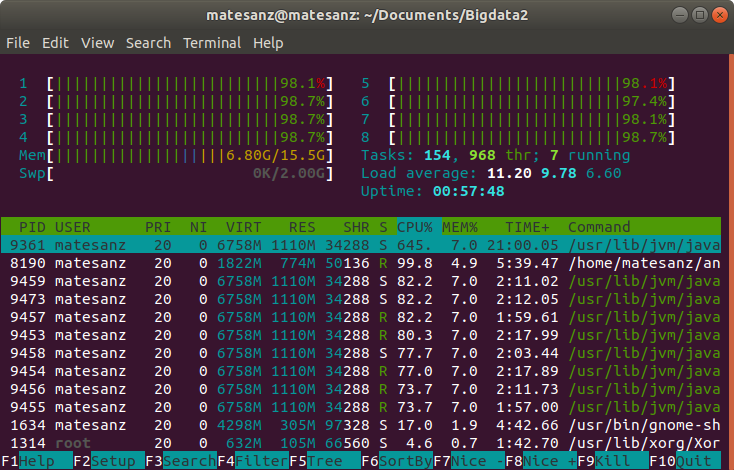 matesanz@matesanz: ~/Documents/Bigdata2
File Edit View Search Terminal Help
1 [|||||||||||||||||||||||||98.1%] 5 [|||||||||||||||||||||||||98.1%]
2 [|||||||||||||||||||||||||98.7%] 6 [|||||||||||||||||||||||||97.4%]
3 [|||||||||||||||||||||||||98.7%] 7 [|||||||||||||||||||||||||98.1%]
4 [|||||||||||||||||||||||||98.7%] 8 [|||||||||||||||||||||||||98.7%]
Mem[|||||||||||||||||||6.80G/15.5G] Tasks: 154, 968 thr; 7 running
Swp[ 0K/2.00G] Load average: 11.20 9.78 6.60
Uptime: 00:57:48
PID USER PRI NI VIRT RES SHR S CPU% MEM% TIME+ Command
9361 matesanz 20 0 6758M 1110M 34288 S 645. 7.0 21:00.05 /usr/lib/jvm/java
8190 matesanz 20 0 1822M 774M 50136 R 99.8 4.9 5:39.47 /home/matesanz/an
9459 matesanz 20 0 6758M 1110M 34288 S 82.2 7.0 2:11.02 /usr/lib/jvm/java
9473 matesanz 20 0 6758M 1110M 34288 S 82.2 7.0 2:12.05 /usr/lib/jvm/java
9457 matesanz 20 0 6758M 1110M 34288 R 82.2 7.0 1:59.61 /usr/lib/jvm/java
9453 matesanz 20 0 6758M 1110M 34288 R 80.3 7.0 2:17.99 /usr/lib/jvm/java
9458 matesanz 20 0 6758M 1110M 34288 S 77.7 7.0 2:03.44 /usr/lib/jvm/java
9454 matesanz 20 0 6758M 1110M 34288 S 77.0 7.0 2:17.89 /usr/lib/jvm/java
9456 matesanz 20 0 6758M 1110M 34288 R 73.7 7.0 2:11.73 /usr/lib/jvm/java
9455 matesanz 20 0 6758M 1110M 34288 R 73.7 7.0 1:57.00 /usr/lib/jvm/java
1634 matesanz 20 0 4298M 305M 97328 S 17.0 1.9 4:42.66 /usr/bin/gnome-sh
1314 root 20 0 632M 105M 66560 S 4.6 0.7 1:42.70 /usr/lib/xorg/Xor
F1Help F2Setup F3SearchF4FilterF5Tree F6SortByF7Nice -F8Nice +F9Kill F10Quit